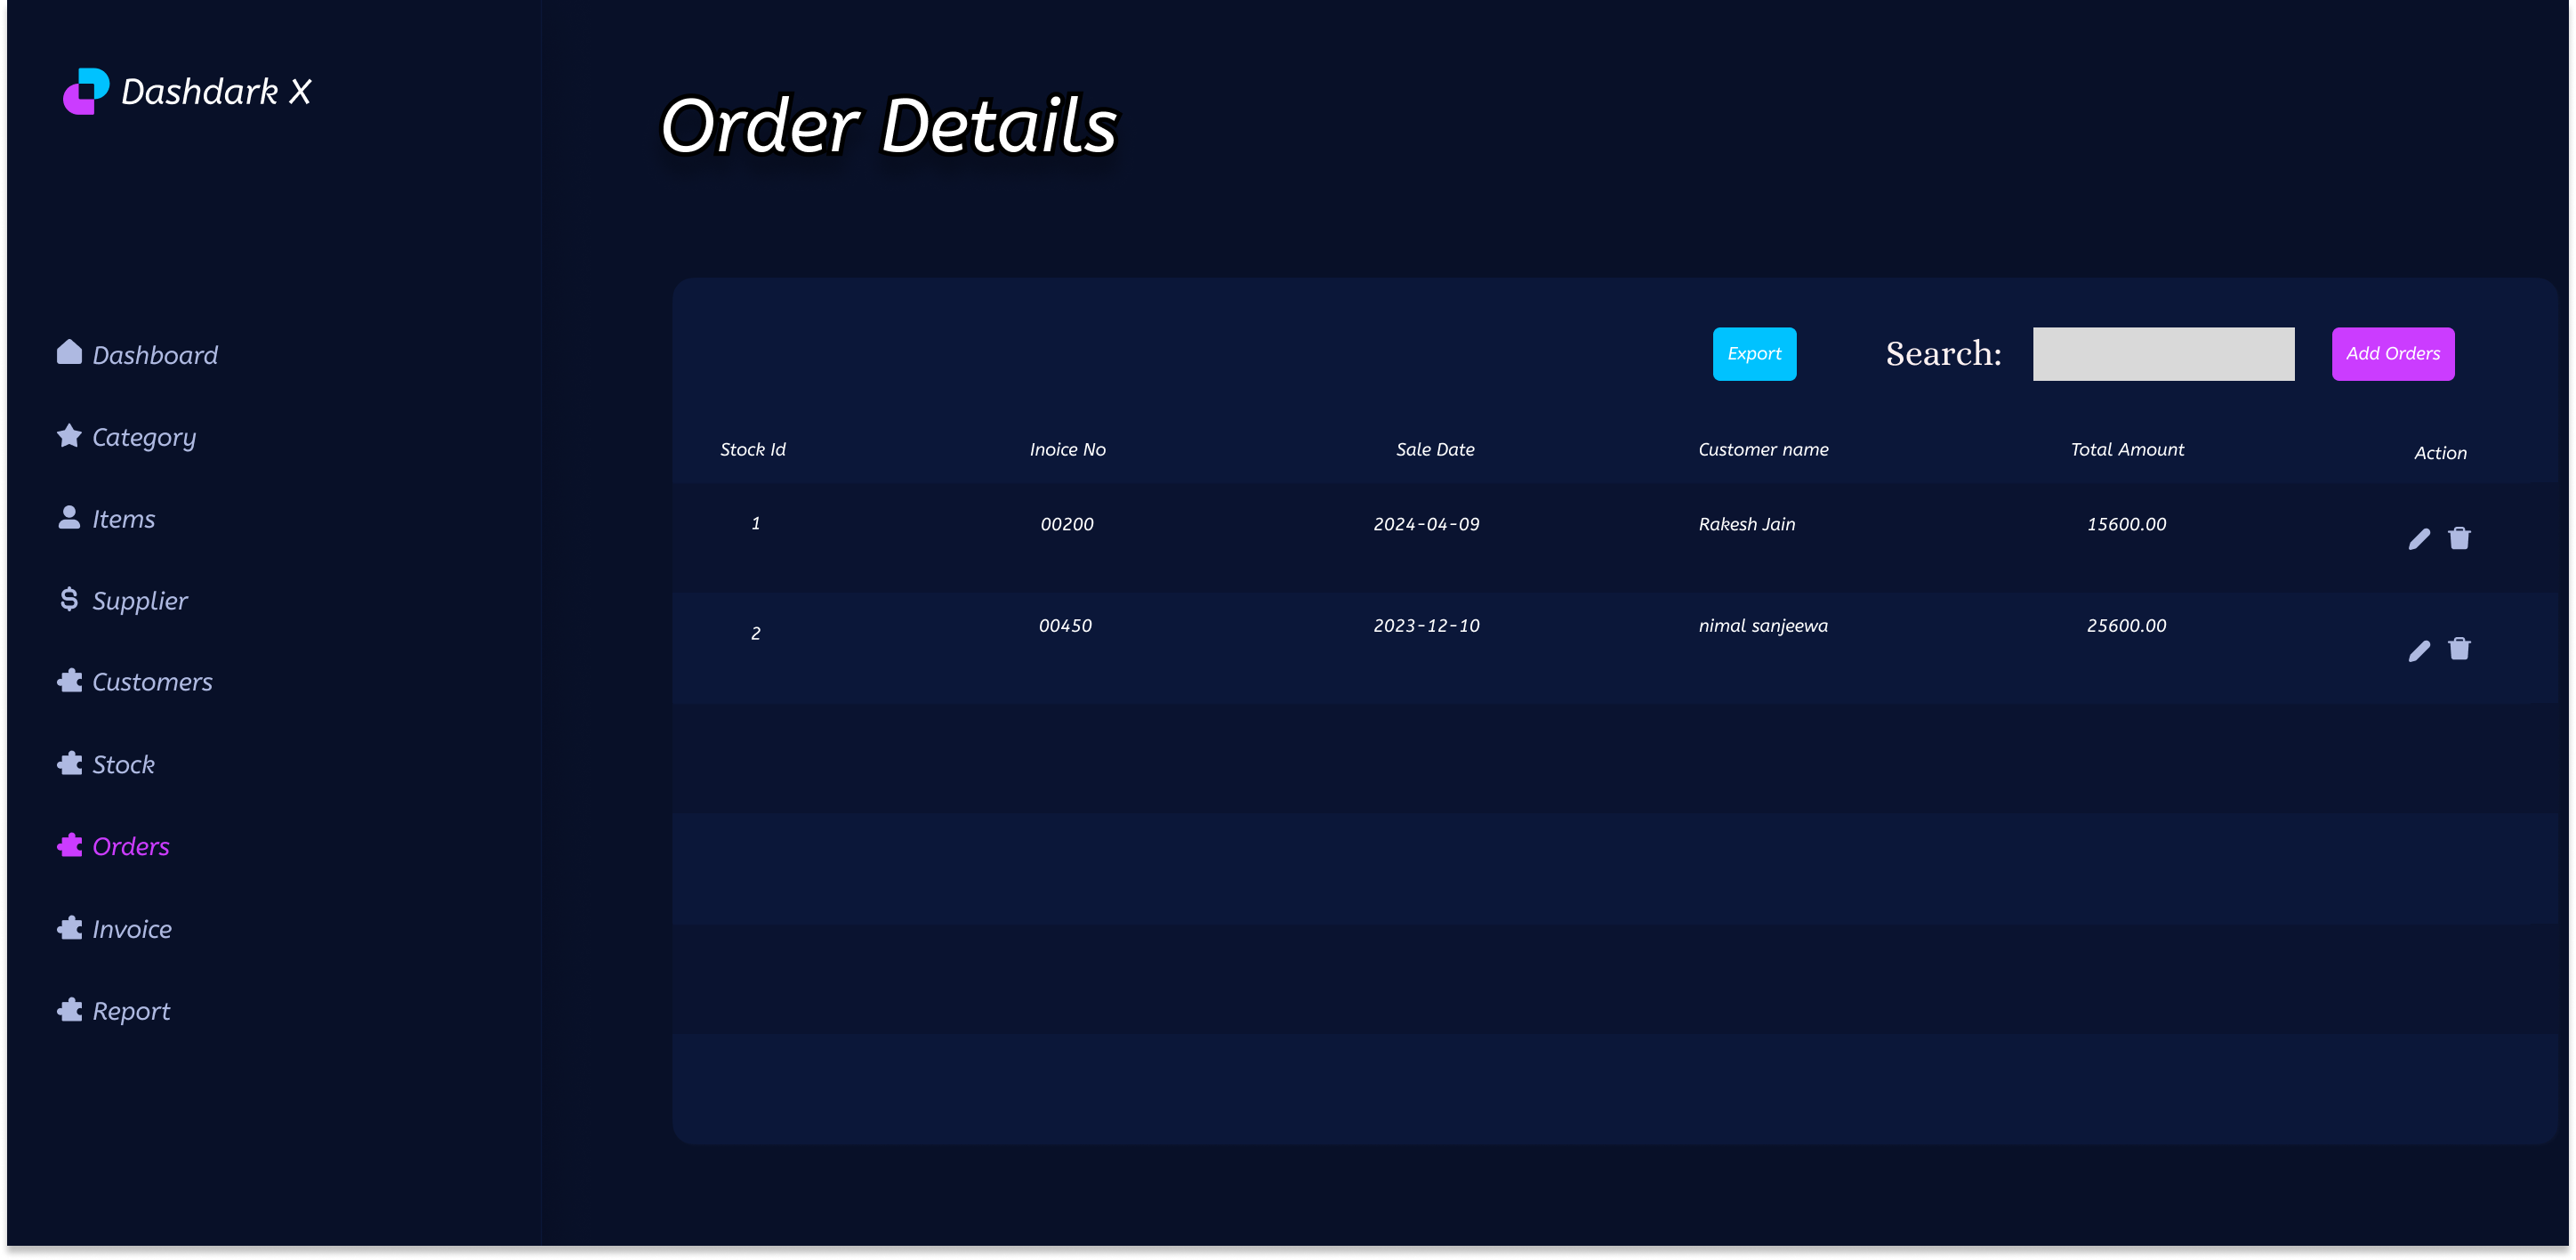 Dashdark X
Order Details
Dashboard
Category
Items
Supplier
Customers
Stock
Orders
Invoice
Report
Export Search: Add Orders
Stock Id Inoice No Sale Date Customer name Total Amount Action
1 00200 2024-04-09 Rakesh Jain 15600.00
2 00450 2023-12-10 nimal sanjeewa 25600.00